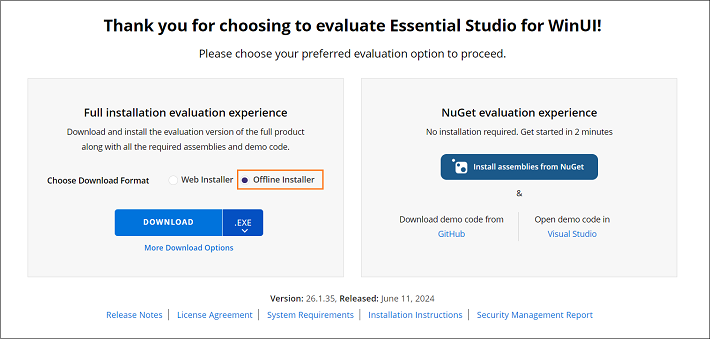 Thank you for choosing to evaluate Essential Studio for WinUI!
Please choose your preferred evaluation option to proceed.
Full installation evaluation experience
Download and install the evaluation version of the full product
along with all the required assemblies and demo code.
Choose Download Format Web Installer Offline Installer
DOWNLOAD .EXE
More Download Options
NuGet evaluation experience
No installation required. Get started in 2 minutes
Install assemblies from NuGet
&
Download demo code from
GitHub
Open demo code in
Visual Studio
Version: 26.1.35, Released: June 11, 2024
Release Notes | License Agreement | System Requirements | Installation Instructions | Security Management Report